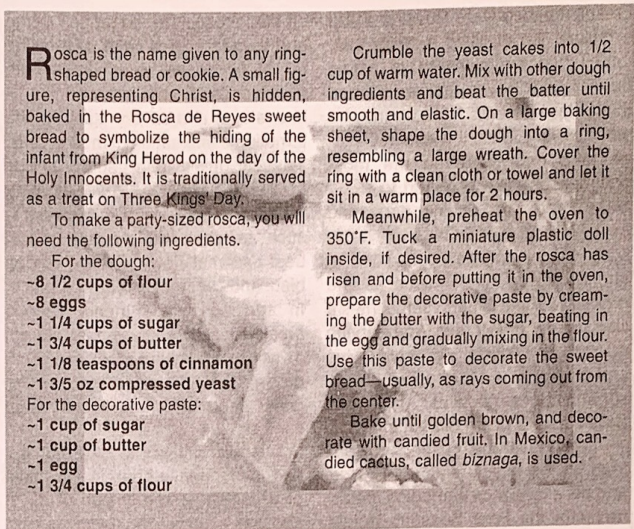 Rosca is the name given to any ring-
shaped bread or cookie. A small fig-
ure, representing Christ, is hidden,
baked in the Rosca de Reyes sweet
bread to symbolize the hiding of the
infant from King Herod on the day of the
Holy Innocents. It is traditionally served
as a treat on Three Kings' Day.
To make a party-sized rosca, you will
need the following ingredients.
For the dough:
~8 1/2 cups of flour
~8 eggs
~1 1/4 cups of sugar
~1 3/4 cups of butter
~1 1/8 teaspoons of cinnamon
~1 3/5 oz compressed yeast
For the decorative paste:
~1 cup of sugar
~1 cup of butter
~1 egg
~1 3/4 cups of flour
Crumble the yeast cakes into 1/2
cup of warm water. Mix with other dough
ingredients and beat the batter until
smooth and elastic. On a large baking
sheet, shape the dough into a ring,
resembling a large wreath. Cover the
ring with a clean cloth or towel and let it
sit in a warm place for 2 hours.
Meanwhile, preheat the oven to
350°F. Tuck a miniature plastic doll
inside, if desired. After the rosca has
risen and before putting it in the oven,
prepare the decorative paste by cream-
ing the butter with the sugar, beating in
the egg and gradually mixing in the flour.
Use this paste to decorate the sweet
bread—usually, as rays coming out from
the center.
Bake until golden brown, and deco-
rate with candied fruit. In Mexico, can-
died cactus, called biznaga, is used.